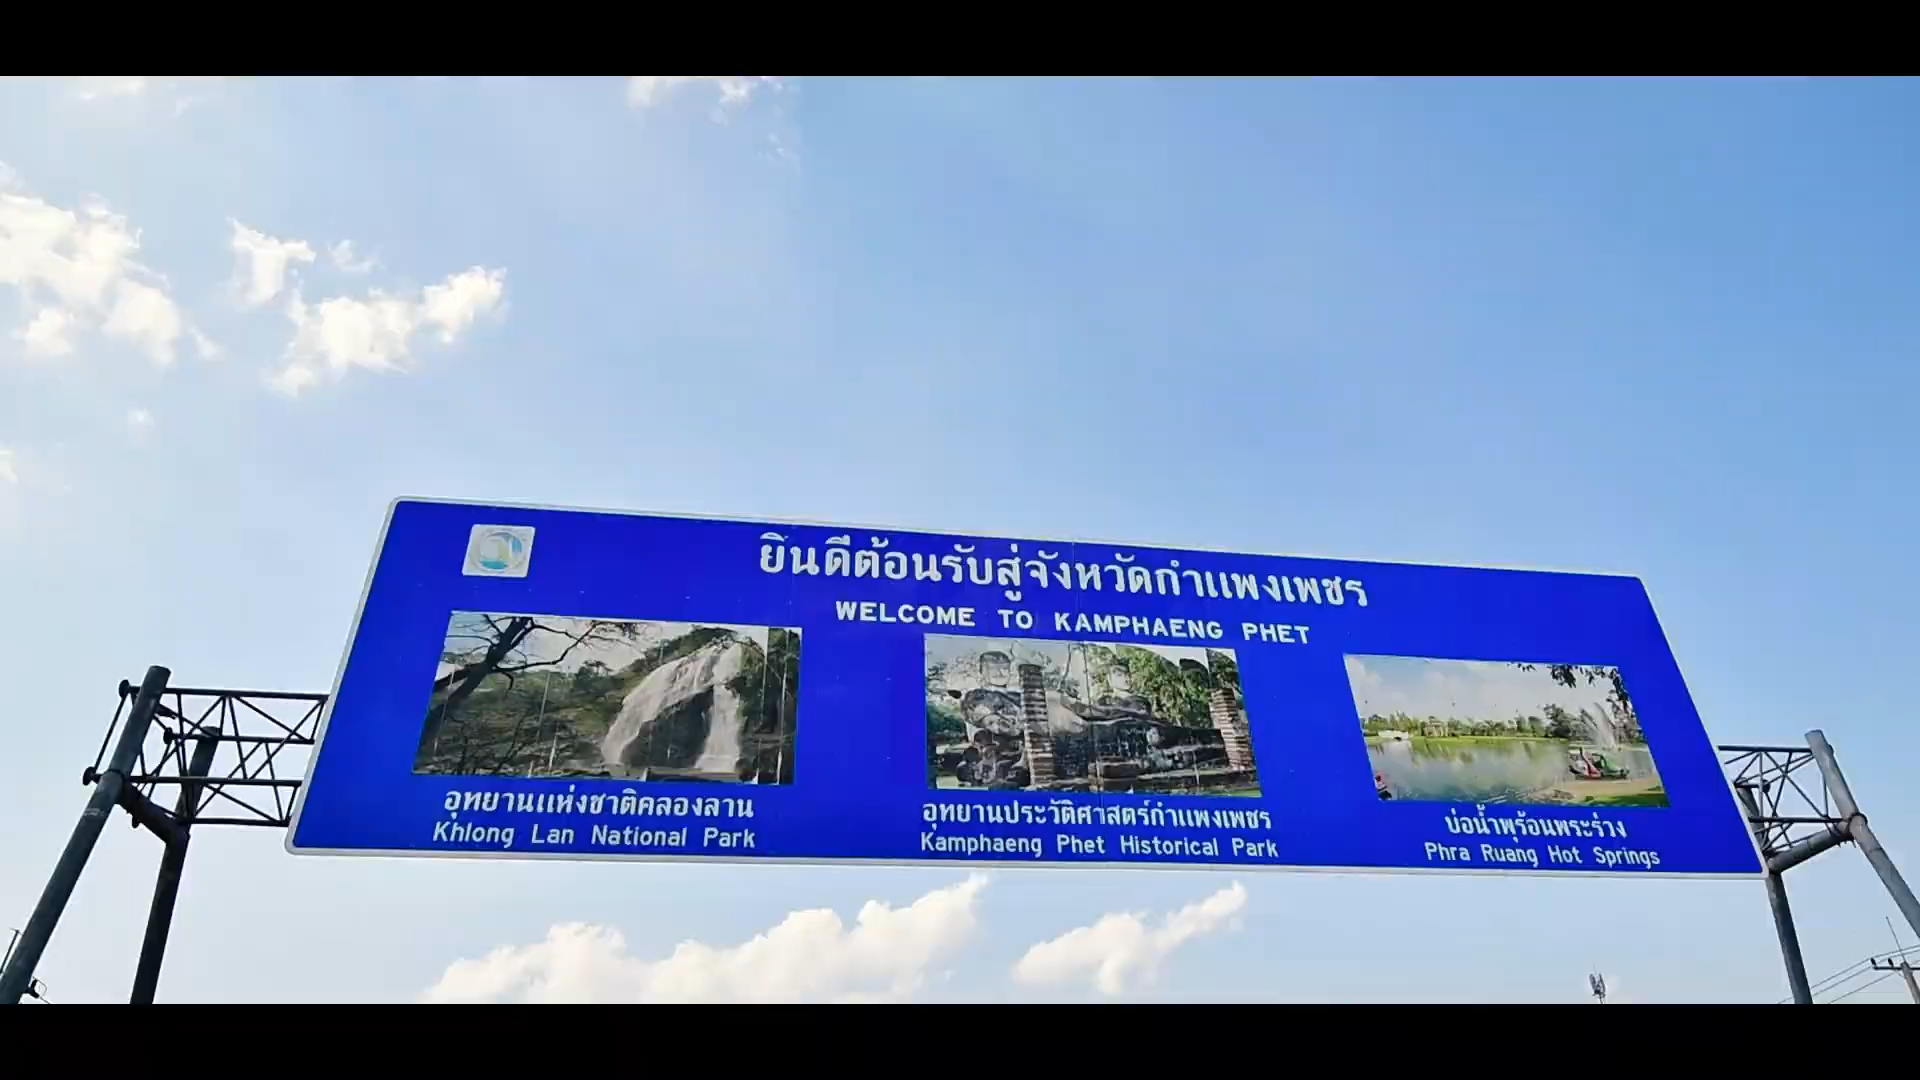 ยินดีต้อนรับสู่จังหวัดกำแพงเพชร
WELCOME TO KAMPHAENG PHET
อุทยานแห่งชาติคลองลาน
Khlong Lan National Park
อุทยานประวัติศาสตร์กำแพงเพชร
Kamphaeng Phet Historical Park
บ่อน้ำพุร้อนพระร่วง
Phra Ruang Hot Springs